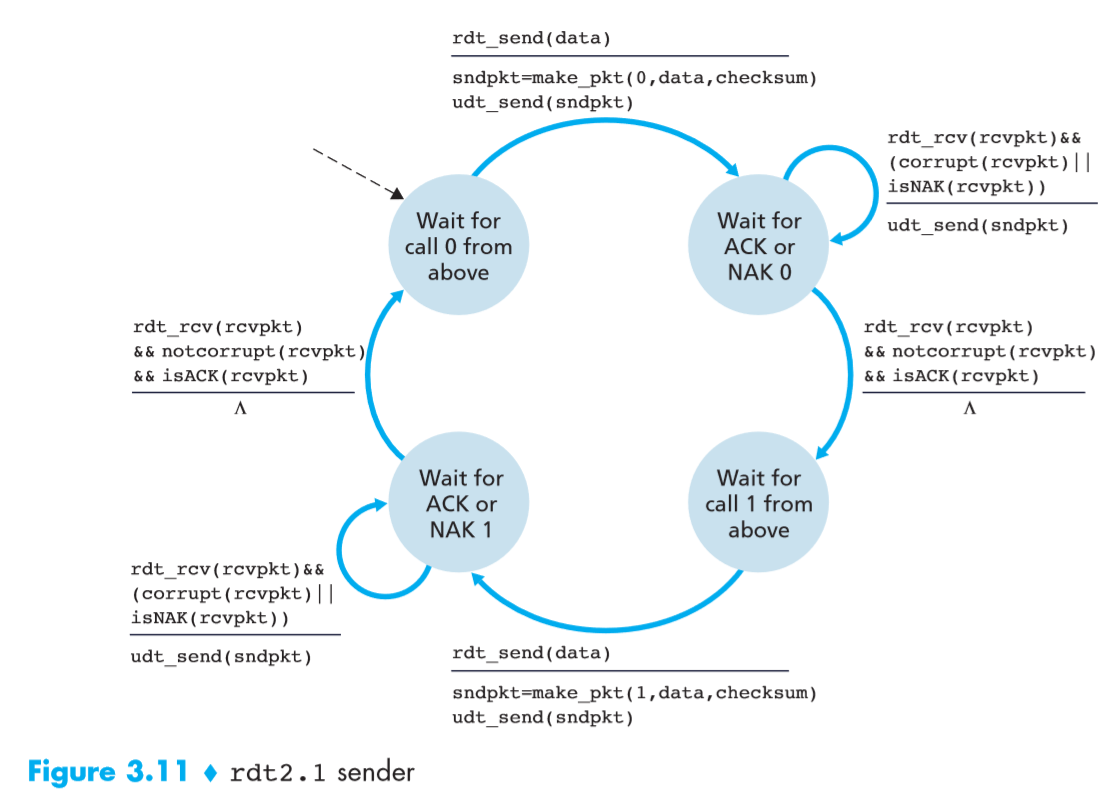 rdt_send(data)
sndpkt=make_pkt(0,data,checksum)
udt_send(sndpkt)
rdt_rcv(rcvpkt)&&
(corrupt(rcvpkt)||
isNAK(rcvpkt))
udt_send(sndpkt)
Wait for
call 0 from
above
Wait for
ACK or
NAK 0
rdt_rcv(rcvpkt)
&& notcorrupt(rcvpkt)
&& isACK(rcvpkt)
Λ
rdt_rcv(rcvpkt)
&& notcorrupt(rcvpkt)
&& isACK(rcvpkt)
Λ
Wait for
ACK or
NAK 1
Wait for
call 1 from
above
rdt_rcv(rcvpkt)&&
(corrupt(rcvpkt)||
isNAK(rcvpkt))
udt_send(sndpkt)
rdt_send(data)
sndpkt=make_pkt(1,data,checksum)
udt_send(sndpkt)
Figure 3.11 ♦ rdt2.1 sender